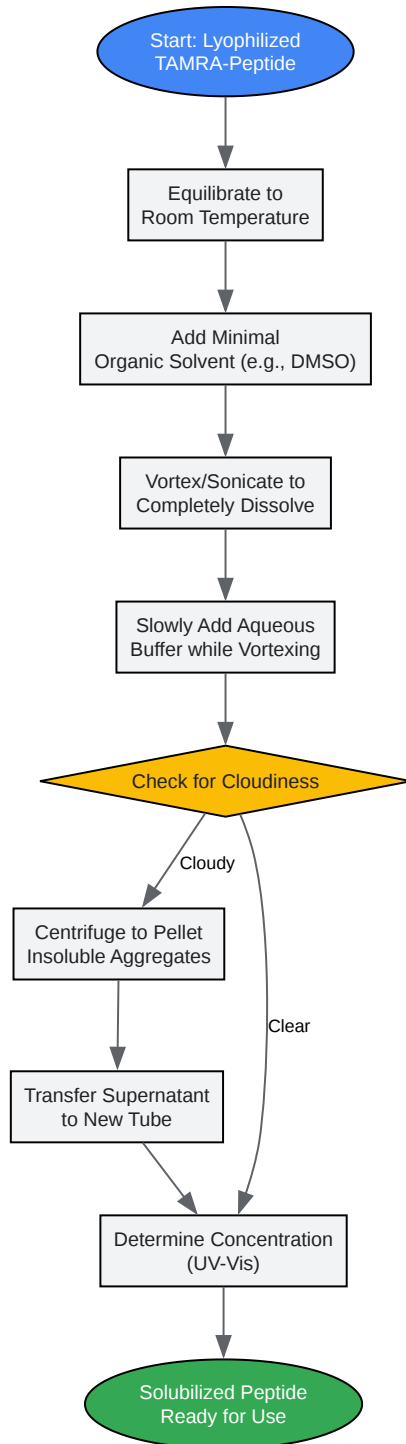 Start: Lyophilized
TAMRA-Peptide
Equilibrate to
Room Temperature
Add Minimal
Organic Solvent (e.g., DMSO)
Vortex/Sonicate to
Completely Dissolve
Slowly Add Aqueous
Buffer while Vortexing
Check for Cloudiness
Cloudy
Centrifuge to Pellet
Insoluble Aggregates
Clear
Transfer Supernatant
to New Tube
Determine Concentration
(UV-Vis)
Solubilized Peptide
Ready for Use